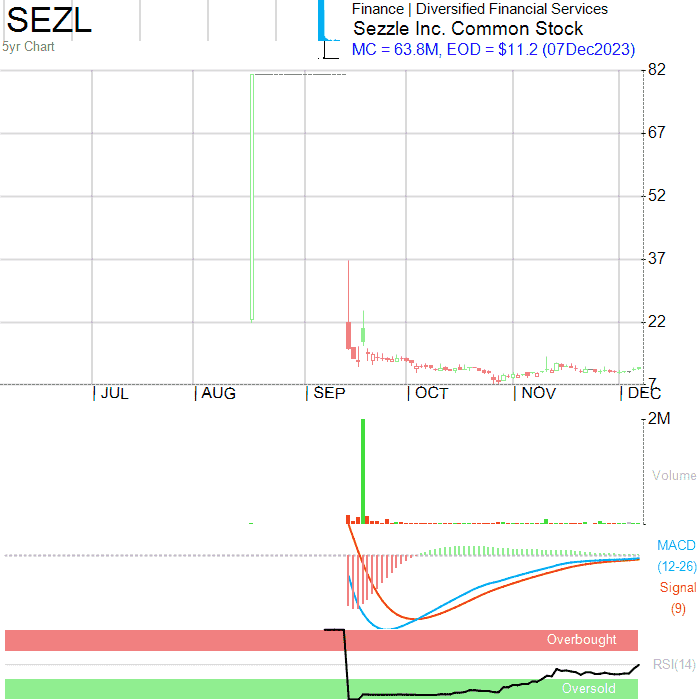 SEZL
Finance | Diversified Financial Services
Sezzle Inc. Common Stock
5yr Chart
MC = 63.8M, EOD = $11.2 (07Dec2023)
82
67
52
37
22
7
JUL AUG SEP OCT NOV DEC
2M
Volume
MACD
(12-26)
Signal
(9)
Overbought
RSI(14)
Oversold